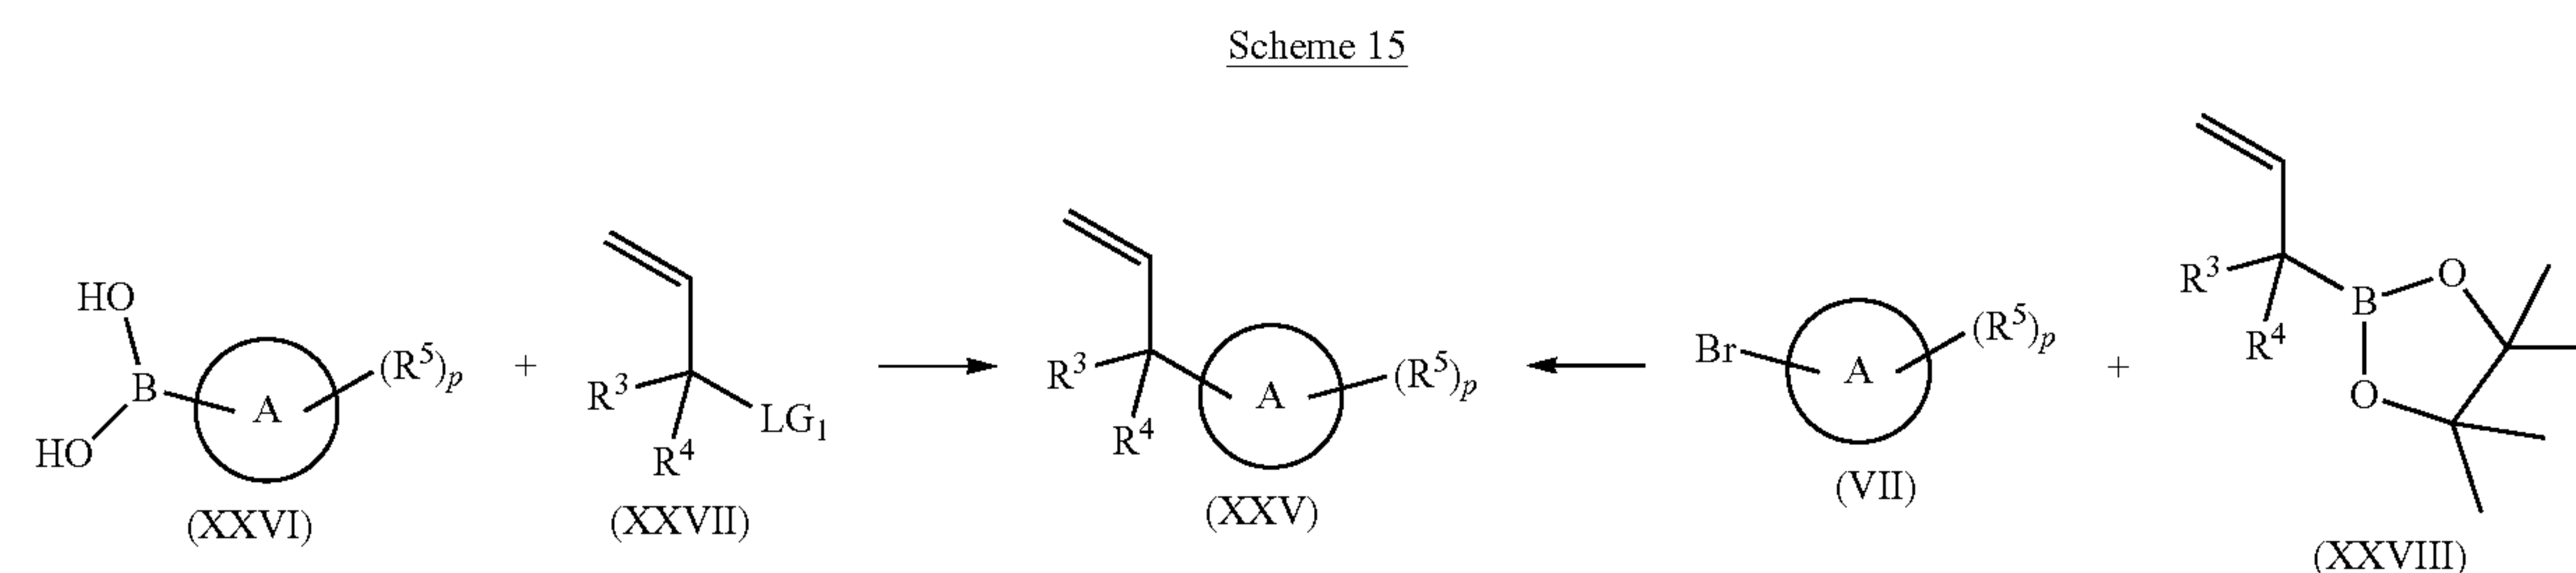 Scheme 15
HO
B
HO
A
(R⁵)ₚ
(XXVI)
+
R³
R⁴
LG₁
(XXVII)
R³
R⁴
A
(R⁵)ₚ
(XXV)
Br
A
(R⁵)ₚ
(VII)
+
R³
R⁴
B
O
O
(XXVIII)